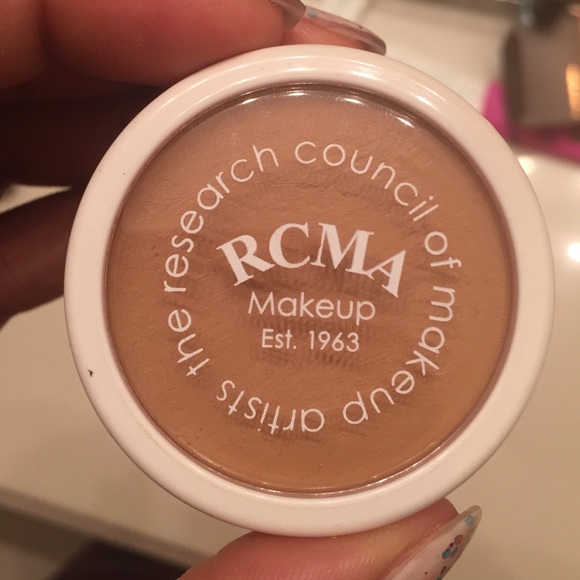 the research council of makeup artists
RCMA
Makeup
Est. 1963